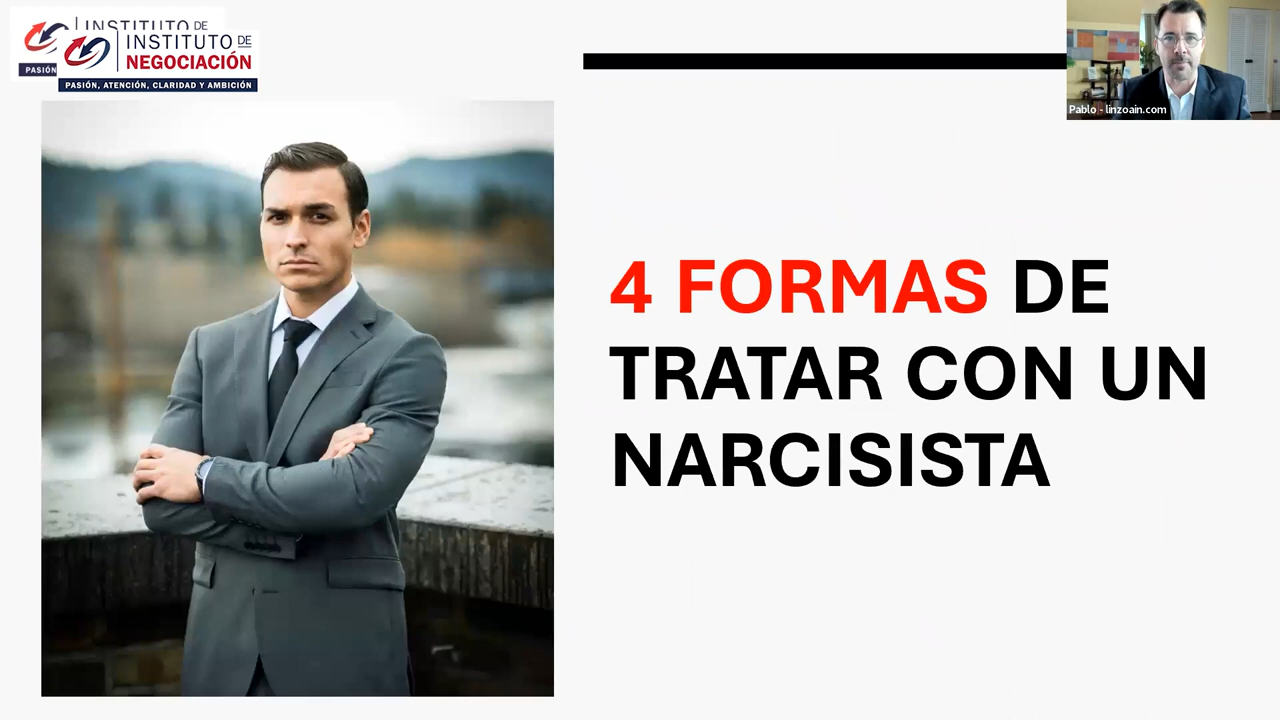 INSTITUTO DE
PASIÓN
INSTITUTO DE
NEGOCIACIÓN
PASIÓN, ATENCIÓN, CLARIDAD Y AMBICIÓN
Pablo - linzoain.com
4 FORMAS DE
TRATAR CON UN
NARCISISTA